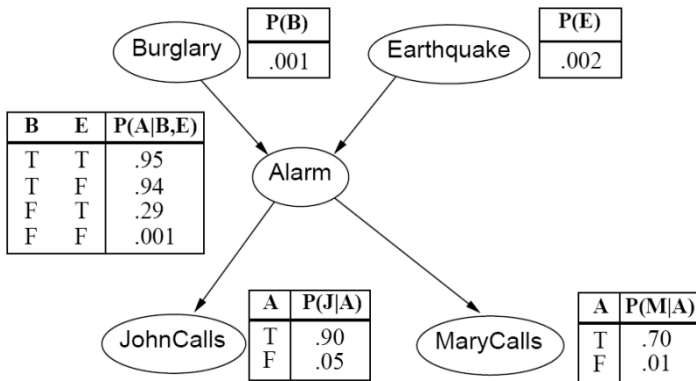 Burglary
P(B)
.001
Earthquake
P(E)
.002
B E P(A|B,E)
T T .95
T F .94
F T .29
F F .001
Alarm
JohnCalls
A P(J|A)
T .90
F .05
MaryCalls
A P(M|A)
T .70
F .01